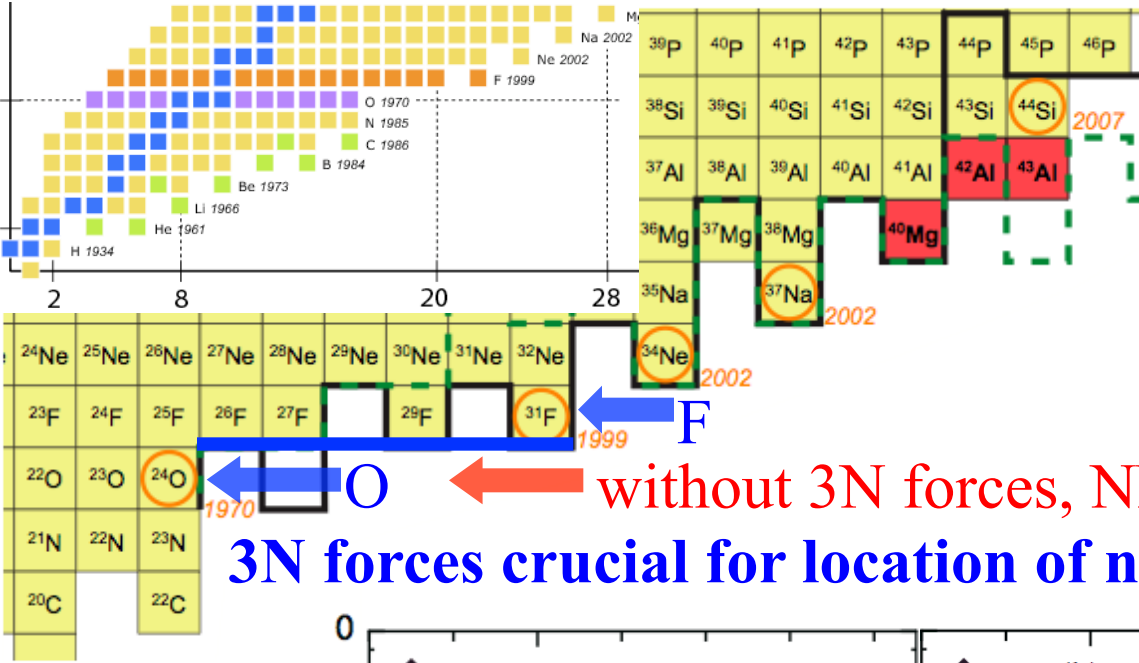 Mg
Na 2002
Ne 2002
F 1999
O 1970
N 1985
C 1986
B 1984
Be 1973
Li 1966
He 1961
H 1934
2 8 20 28
³⁹P ⁴⁰P ⁴¹P ⁴²P ⁴³P ⁴⁴P ⁴⁵P ⁴⁶P
³⁸Si ³⁹Si ⁴⁰Si ⁴¹Si ⁴²Si ⁴³Si ⁴⁴Si 2007
³⁷Al ³⁸Al ³⁹Al ⁴⁰Al ⁴¹Al ⁴²Al ⁴³Al
³⁶Mg ³⁷Mg ³⁸Mg ⁴⁰Mg
³⁵Na ³⁷Na 2002
²⁴Ne ²⁵Ne ²⁶Ne ²⁷Ne ²⁸Ne ²⁹Ne ³⁰Ne ³¹Ne ³²Ne ³⁴Ne 2002
²³F ²⁴F ²⁵F ²⁶F ²⁷F ²⁹F ³¹F 1999 F
²²O ²³O ²⁴O 1970 O without 3N forces, N
²¹N ²²N ²³N
3N forces crucial for location of n
²⁰C ²²C
0